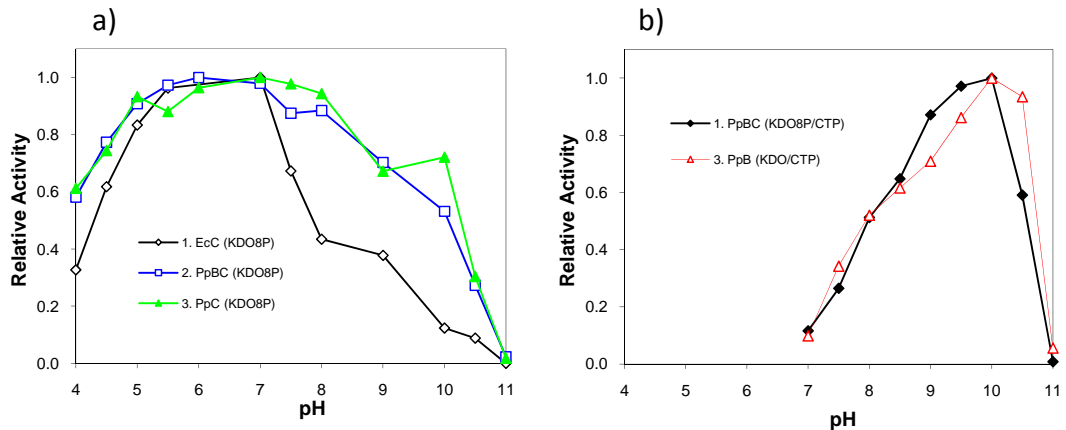 a)
Relative Activity
1.0
0.8
0.6
0.4
0.2
0.0
1. EcC (KDO8P)
2. PpBC (KDO8P)
3. PpC (KDO8P)
4 5 6 7 8 9 10 11
pH
b)
Relative Activity
1.0
0.8
0.6
0.4
0.2
0.0
1. PpBC (KDO8P/CTP)
3. PpB (KDO/CTP)
4 5 6 7 8 9 10 11
pH